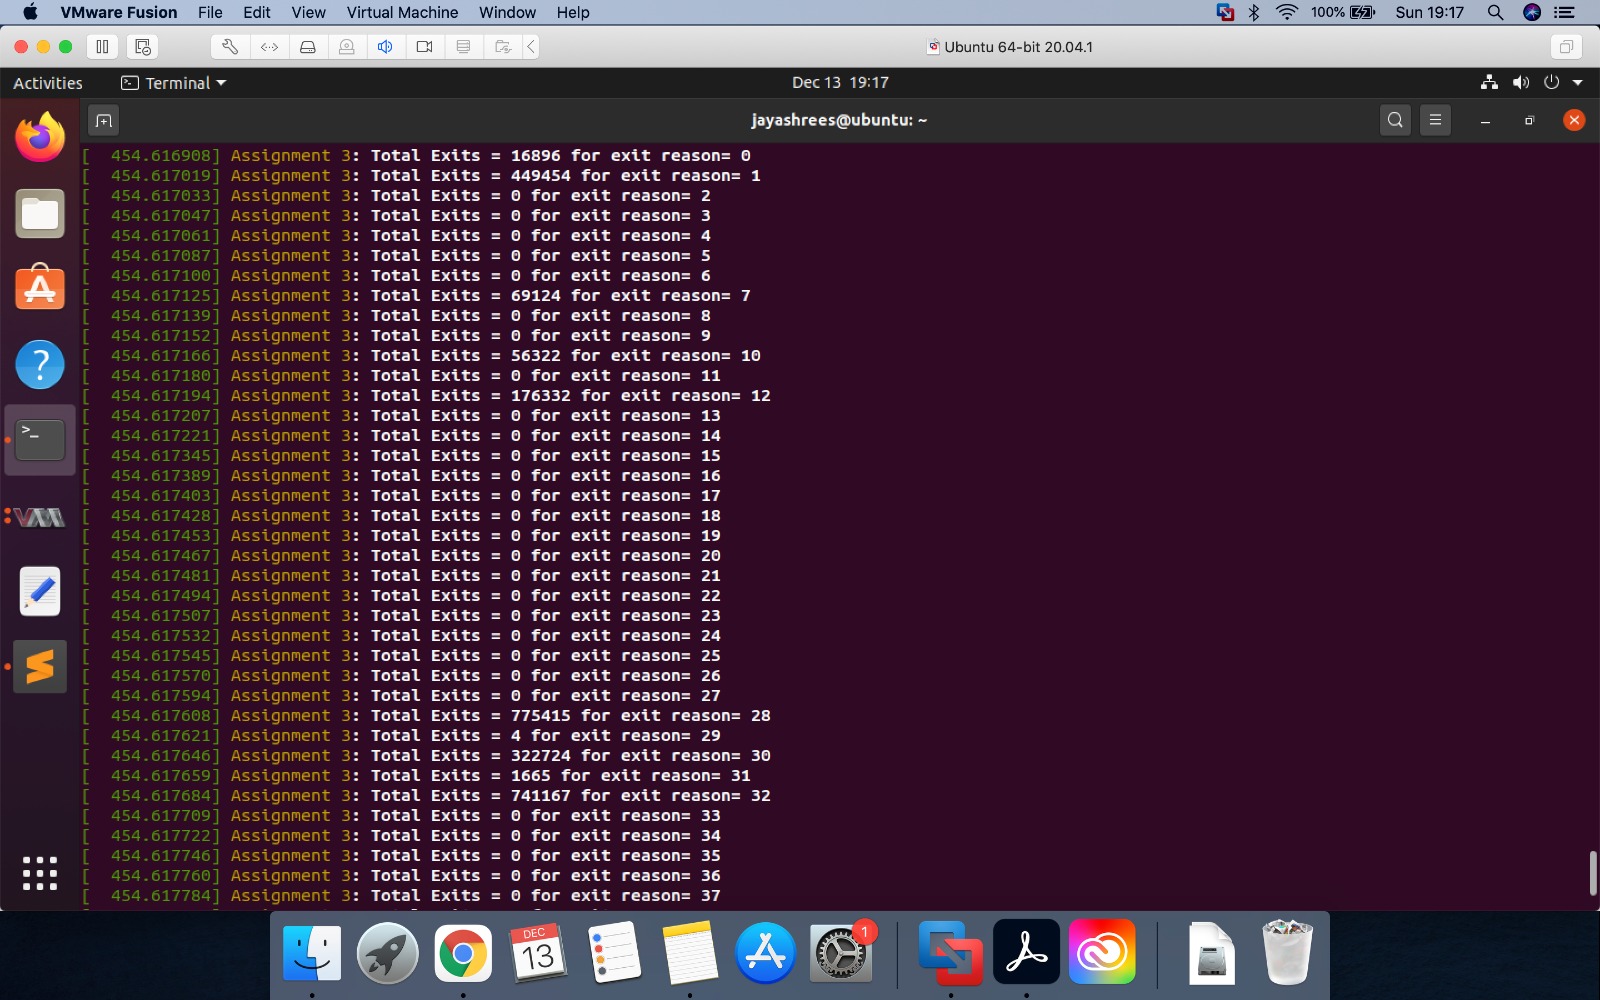 VMware Fusion File Edit View Virtual Machine Window Help 100% Sun 19:17
Ubuntu 64-bit 20.04.1
Activities Terminal Dec 13 19:17
jayashrees@ubuntu: ~
[  454.616908] Assignment 3: Total Exits = 16896 for exit reason= 0
[  454.617019] Assignment 3: Total Exits = 449454 for exit reason= 1
[  454.617033] Assignment 3: Total Exits = 0 for exit reason= 2
[  454.617047] Assignment 3: Total Exits = 0 for exit reason= 3
[  454.617061] Assignment 3: Total Exits = 0 for exit reason= 4
[  454.617087] Assignment 3: Total Exits = 0 for exit reason= 5
[  454.617100] Assignment 3: Total Exits = 0 for exit reason= 6
[  454.617125] Assignment 3: Total Exits = 69124 for exit reason= 7
[  454.617139] Assignment 3: Total Exits = 0 for exit reason= 8
[  454.617152] Assignment 3: Total Exits = 0 for exit reason= 9
[  454.617166] Assignment 3: Total Exits = 56322 for exit reason= 10
[  454.617180] Assignment 3: Total Exits = 0 for exit reason= 11
[  454.617194] Assignment 3: Total Exits = 176332 for exit reason= 12
[  454.617207] Assignment 3: Total Exits = 0 for exit reason= 13
[  454.617221] Assignment 3: Total Exits = 0 for exit reason= 14
[  454.617345] Assignment 3: Total Exits = 0 for exit reason= 15
[  454.617389] Assignment 3: Total Exits = 0 for exit reason= 16
[  454.617403] Assignment 3: Total Exits = 0 for exit reason= 17
[  454.617428] Assignment 3: Total Exits = 0 for exit reason= 18
[  454.617453] Assignment 3: Total Exits = 0 for exit reason= 19
[  454.617467] Assignment 3: Total Exits = 0 for exit reason= 20
[  454.617481] Assignment 3: Total Exits = 0 for exit reason= 21
[  454.617494] Assignment 3: Total Exits = 0 for exit reason= 22
[  454.617507] Assignment 3: Total Exits = 0 for exit reason= 23
[  454.617532] Assignment 3: Total Exits = 0 for exit reason= 24
[  454.617545] Assignment 3: Total Exits = 0 for exit reason= 25
[  454.617570] Assignment 3: Total Exits = 0 for exit reason= 26
[  454.617594] Assignment 3: Total Exits = 0 for exit reason= 27
[  454.617608] Assignment 3: Total Exits = 775415 for exit reason= 28
[  454.617621] Assignment 3: Total Exits = 4 for exit reason= 29
[  454.617646] Assignment 3: Total Exits = 322724 for exit reason= 30
[  454.617659] Assignment 3: Total Exits = 1665 for exit reason= 31
[  454.617684] Assignment 3: Total Exits = 741167 for exit reason= 32
[  454.617709] Assignment 3: Total Exits = 0 for exit reason= 33
[  454.617722] Assignment 3: Total Exits = 0 for exit reason= 34
[  454.617746] Assignment 3: Total Exits = 0 for exit reason= 35
[  454.617760] Assignment 3: Total Exits = 0 for exit reason= 36
[  454.617784] Assignment 3: Total Exits = 0 for exit reason= 37
DEC
13
1